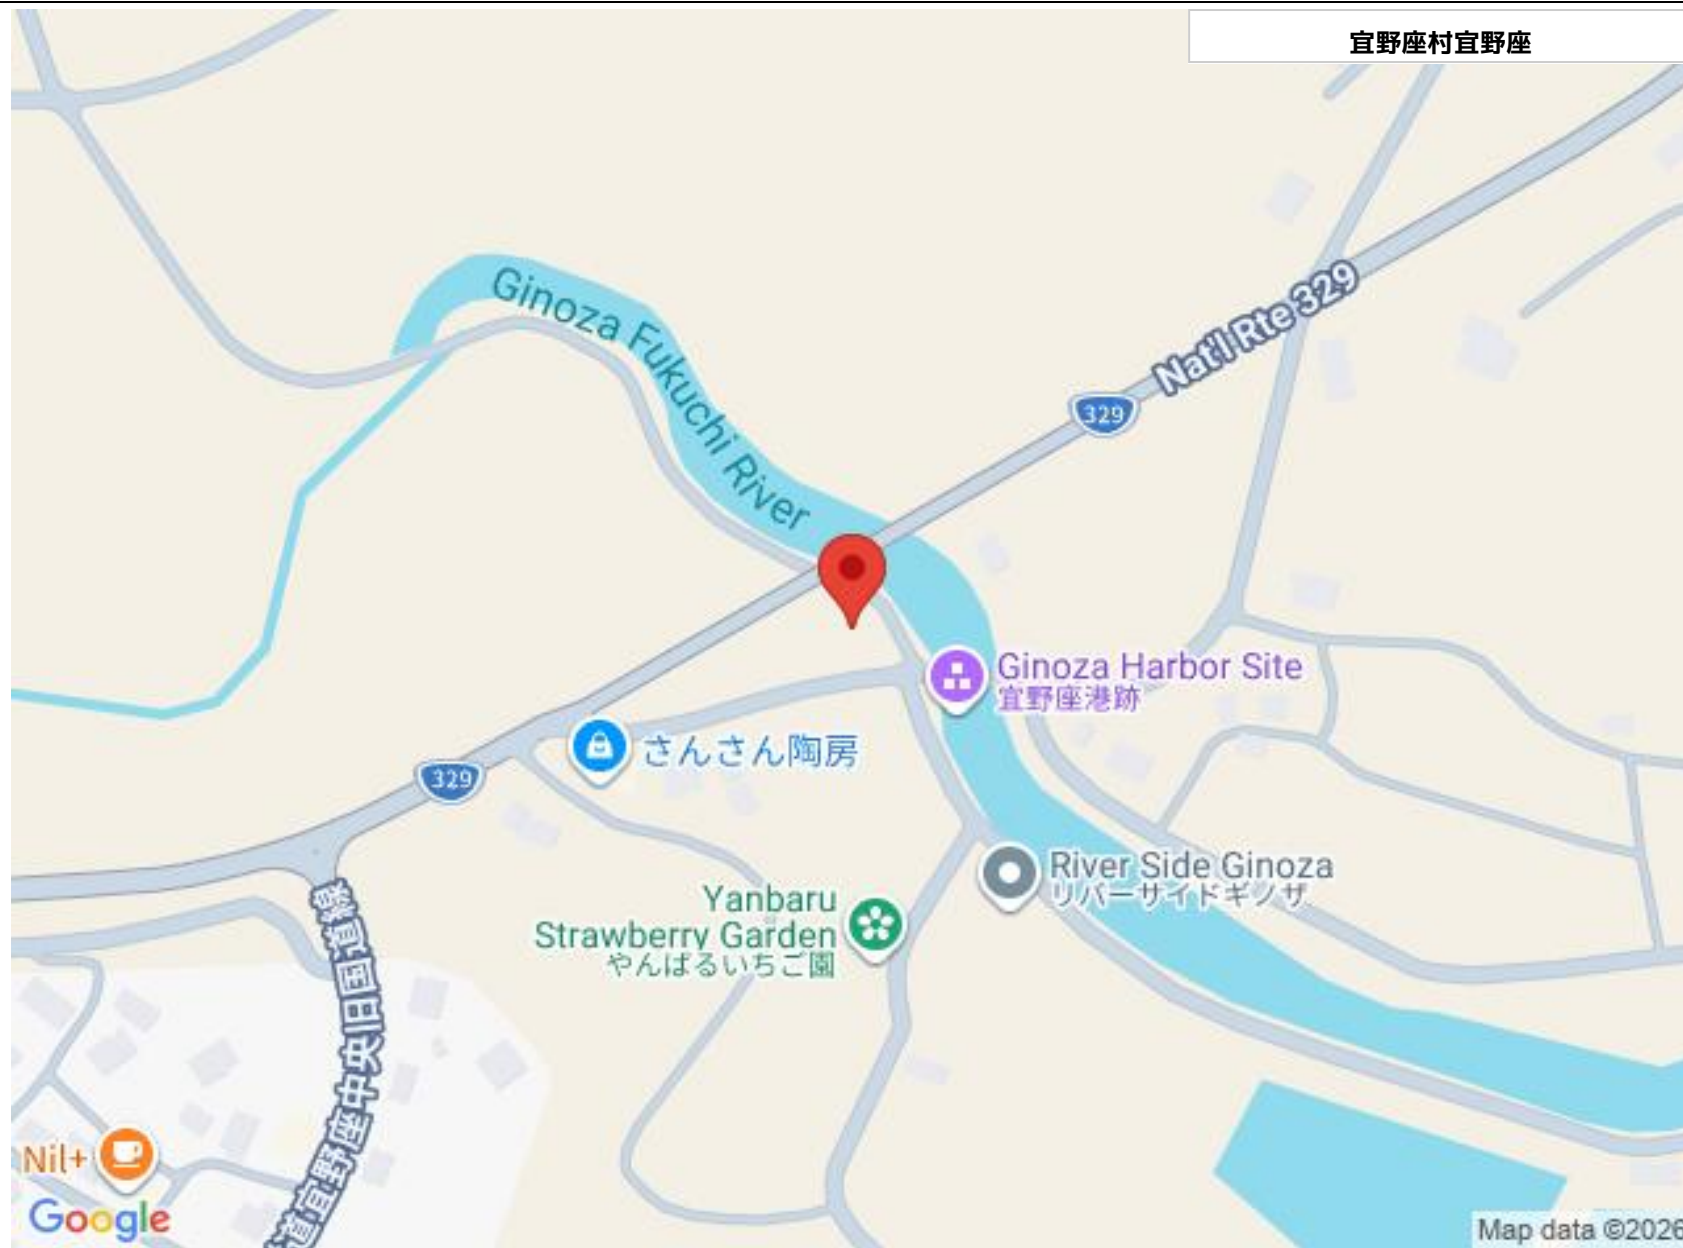 宜野座村宜野座
Ginoza Fukuchi River
Nat'l Rte 329
329
Ginoza Harbor Site
宜野座港跡
さんさん陶房
329
River Side Ginoza
リバーサイドギノザ
Yanbaru
Strawberry Garden
やんばるいちご園
道宜野座中央旧国道線
Nil+
Google
Map data ©2026